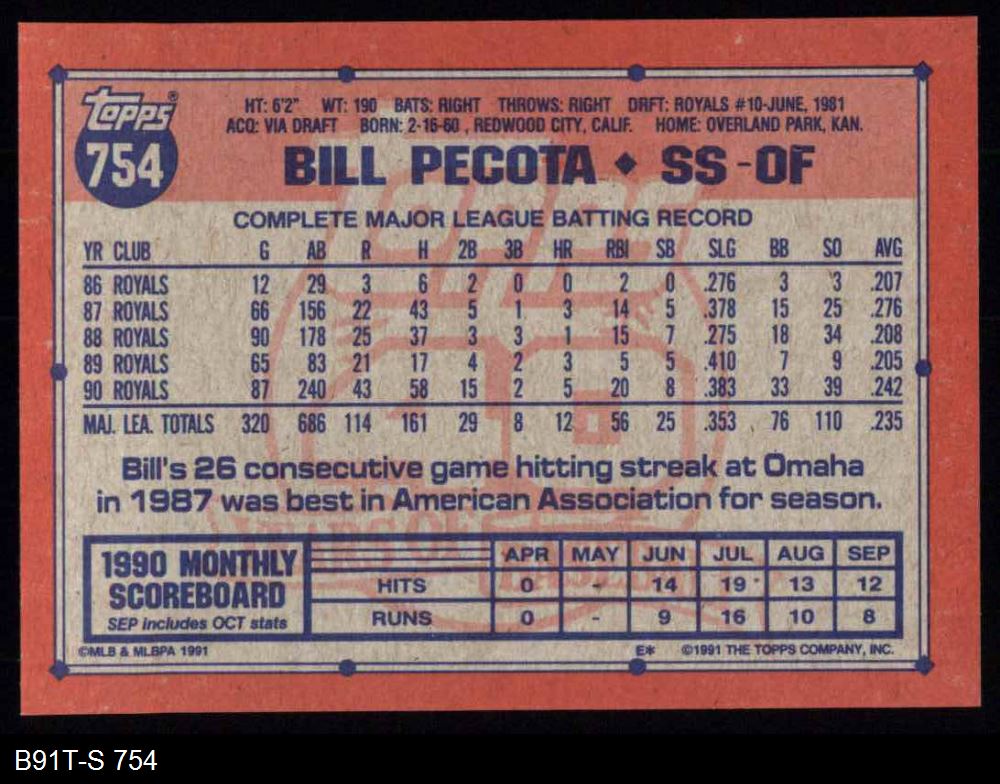 topps®
754
HT: 6'2" WT: 190 BATS: RIGHT THROWS: RIGHT DRFT: ROYALS #10-JUNE, 1981
ACQ: VIA DRAFT BORN: 2-16-60 , REDWOOD CITY, CALIF. HOME: OVERLAND PARK, KAN.
BILL PECOTA ◆ SS-OF
COMPLETE MAJOR LEAGUE BATTING RECORD
YR CLUB G AB R H 2B 3B HR RBI SB SLG BB SO AVG
86 ROYALS 12 29 3 6 2 0 0 2 0 .276 3 3 .207
87 ROYALS 66 156 22 43 5 1 3 14 5 .378 15 25 .276
88 ROYALS 90 178 25 37 3 3 1 15 7 .275 18 34 .208
89 ROYALS 65 83 21 17 4 2 3 5 5 .410 7 9 .205
90 ROYALS 87 240 43 58 15 2 5 20 8 .383 33 39 .242
MAJ. LEA. TOTALS 320 686 114 161 29 8 12 56 25 .353 76 110 .235
Bill's 26 consecutive game hitting streak at Omaha
in 1987 was best in American Association for season.
1990 MONTHLY
SCOREBOARD
SEP includes OCT stats
APR MAY JUN JUL AUG SEP
HITS 0 - 14 19 13 12
RUNS 0 - 9 16 10 8
©MLB & MLBPA 1991 E* ©1991 THE TOPPS COMPANY, INC.
topps
40
YEARS OF
BASEBALL
B91T-S 754